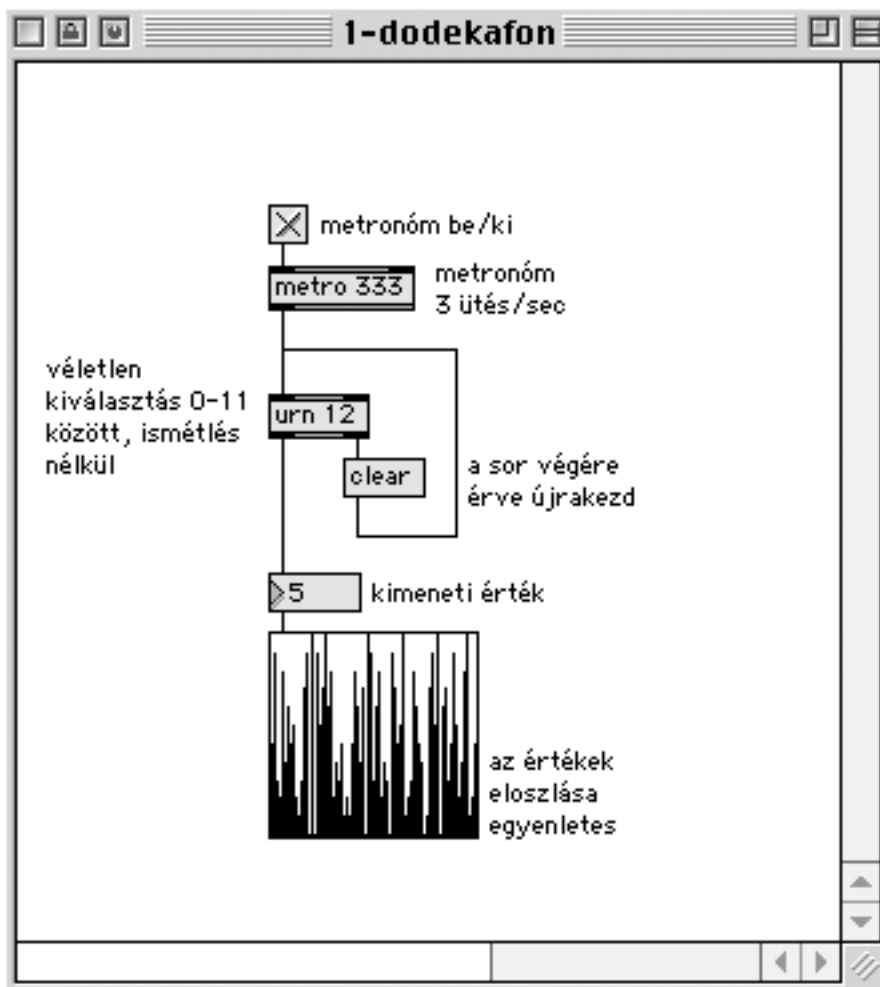 1-dodekafon
metronóm be/ki
metro 333
metronóm
3 ütés/sec
véletlen
kiválasztás 0-11
között, ismétlés
nélkül
urn 12
clear
a sor végére
érve újrakezd
5
kimeneti érték
az értékek
eloszlása
egyenletes